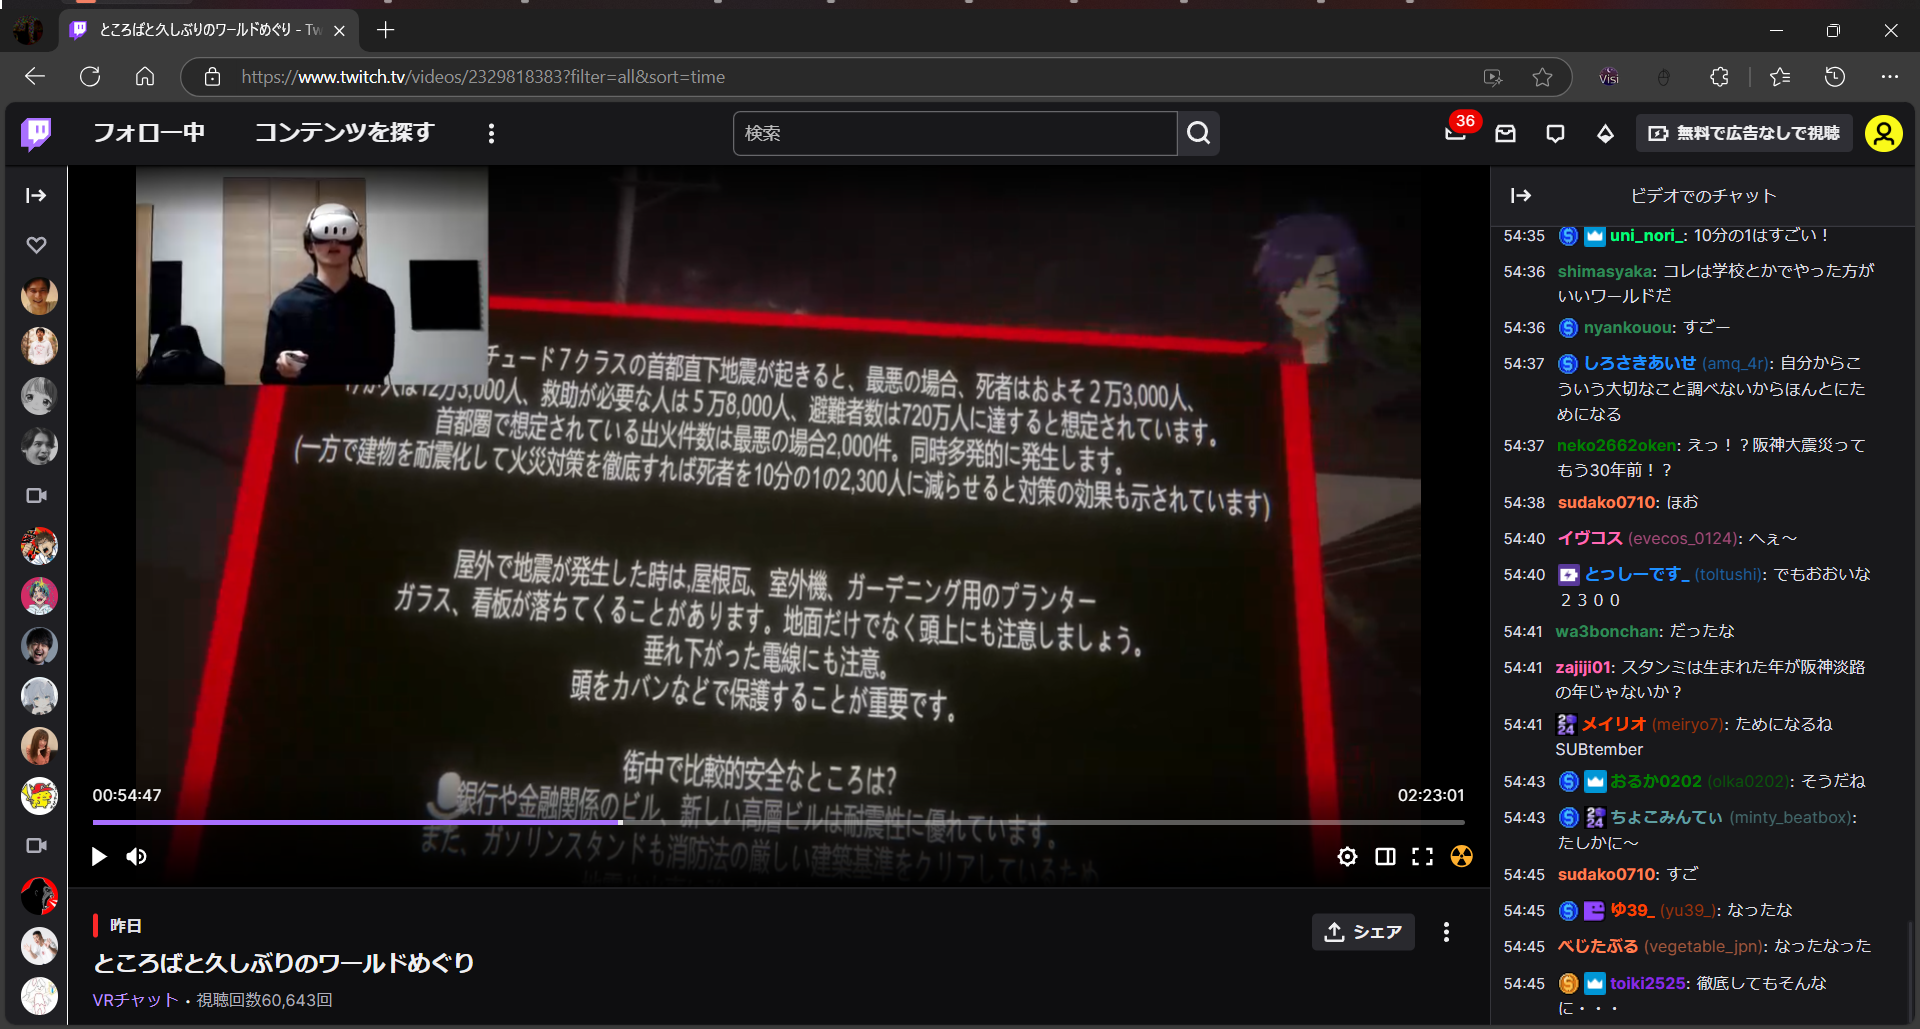 ところばと久しぶりのワールドめぐり - Tw
https://www.twitch.tv/videos/2329818383?filter=all&sort=time
Visi
フォロー中
コンテンツを探す
検索
36
無料で広告なしで視聴
チュード７クラスの首都直下地震が起きると、最悪の場合、死者はおよそ２万3,000人、
12万3,000人、救助が必要な人は５万8,000人、避難者数は720万人に達すると想定されています。
首都圏で想定されている出火件数は最悪の場合2,000件。同時多発的に発生します。
(一方で建物を耐震化して火災対策を徹底すれば死者を10分の1の2,300人に減らせると対策の効果も示されています)
屋外で地震が発生した時は,屋根瓦、室外機、ガーデニング用のプランター
ガラス、看板が落ちてくることがあります。地面だけでなく頭上にも注意しましょう。
垂れ下がった電線にも注意。
頭をカバンなどで保護することが重要です。
街中で比較的安全なところは?
銀行や金融関係のビル、新しい高層ビルは耐震性に優れています。
また、ガソリンスタンドも消防法の厳しい建築基準をクリアしているため
00:54:47
02:23:01
昨日
ところばと久しぶりのワールドめぐり
VRチャット・視聴回数60,643回
シェア
ビデオでのチャット
54:35 uni_nori_: 10分の1はすごい！
54:36 shimasyaka: コレは学校とかでやった方が
いいワールドだ
54:36 nyankouou: すごー
54:37 しろさきあいせ (amq_4r): 自分からこ
ういう大切なこと調べないからほんとにた
めになる
54:37 neko2662oken: えっ！？阪神大震災って
もう30年前！？
54:38 sudako0710: ほお
54:40 イヴコス (evecos_0124): へぇ〜
54:40 とっしーです_ (toltushi): でもおおいな
２３００
54:41 wa3bonchan: だったな
54:41 zajiji01: スタンミは生まれた年が阪神淡路
の年じゃないか？
54:41 メイリオ (meiryo7): ためになるね
SUBtember
54:43 おるか0202 (olka0202): そうだね
54:43 ちょこみんてぃ (minty_beatbox):
たしかに〜
54:45 sudako0710: すご
54:45 ゆ39_ (yu39_): なったな
54:45 べじたぶる (vegetable_jpn): なったなった
54:45 toiki2525: 徹底してもそんな
に・・・